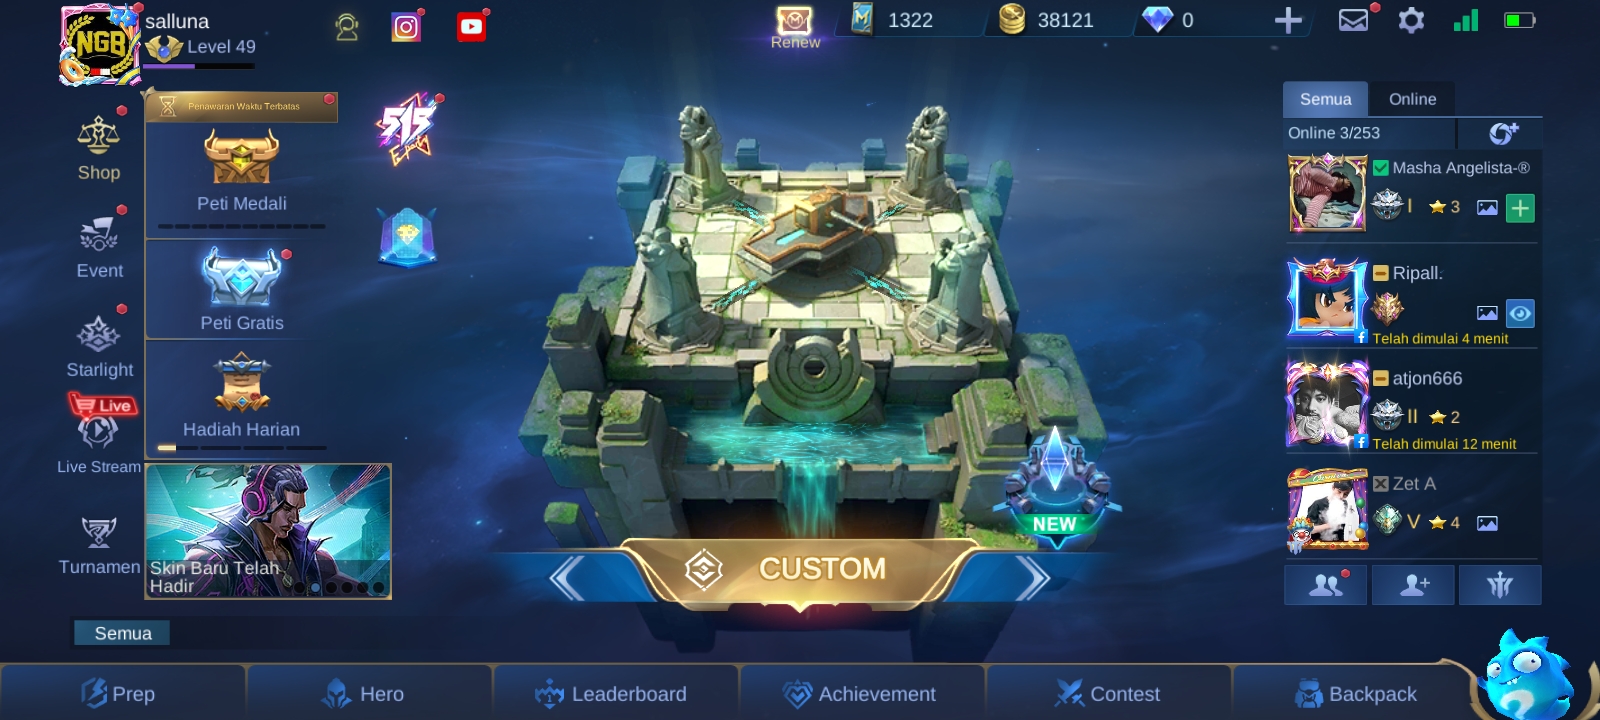 salluna
NGB
Level 49
Renew
1322
38121
0
Penawaran Waktu Terbatas
515
E-party
Shop
Event
Starlight
Live
Live Stream
Turnamen
Peti Medali
Peti Gratis
Hadiah Harian
Skin Baru Telah
Hadir
Semua
CUSTOM
NEW
Semua
Online
Online 3/253
Masha Angelista-®
I
3
Ripall.
Telah dimulai 4 menit
atjon666
II
2
Telah dimulai 12 menit
Zet A
V
4
Prep
Hero
Leaderboard
Achievement
Contest
Backpack